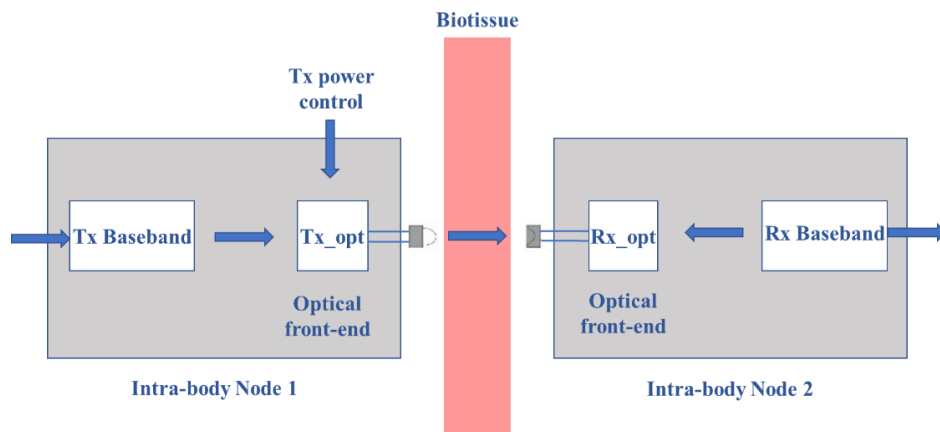 Biotissue
Tx power
control
Tx Baseband
Tx_opt
Rx_opt
Rx Baseband
Optical
front-end
Optical
front-end
Intra-body Node 1
Intra-body Node 2